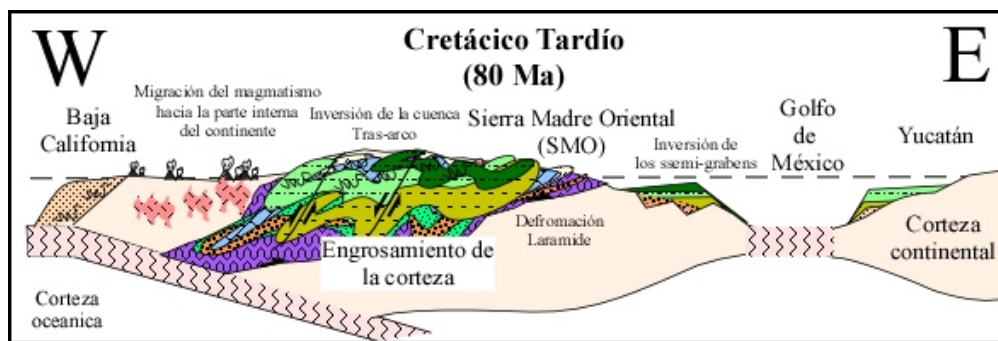 W
Cretácico Tardío
(80 Ma)
E
Baja
California
Migración del magmatismo
hacia la parte interna
del continente
Inversión de la cuenca
Tras-arco
Sierra Madre Oriental
(SMO)
Inversión de
los ssemi-grabens
Golfo
de
México
Yucatán
Defromación
Laramide
Engrosamiento de
la corteza
Corteza
continental
Corteza
oceanica